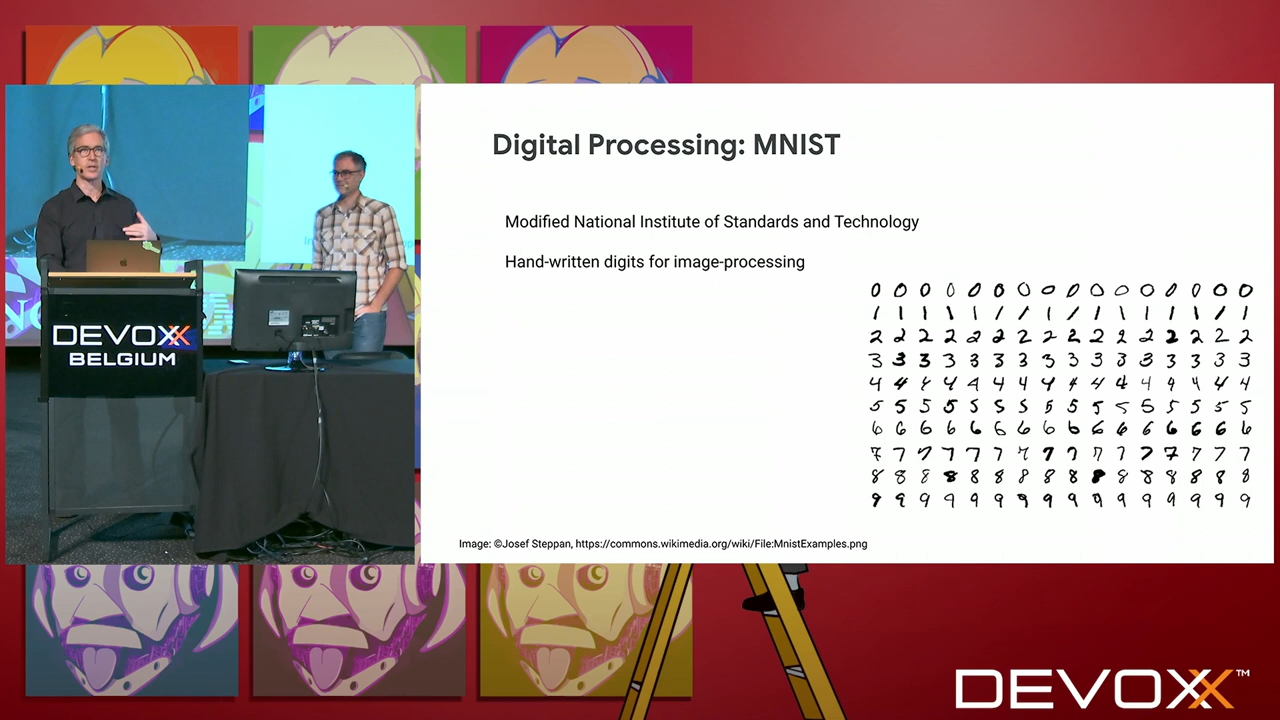 Digital Processing: MNIST
Modified National Institute of Standards and Technology
Hand-written digits for image-processing
0 0 0 0 0 0 0 0 0 0 0 0 0 0 0 0
1 1 1 1 1 1 1 1 1 1 1 1 1 1 1 1
2 2 2 2 2 2 2 2 2 2 2 2 2 2 2 2
3 3 3 3 3 3 3 3 3 3 3 3 3 3 3 3
4 4 4 4 4 4 4 4 4 4 4 4 4 4 4 4
5 5 5 5 5 5 5 5 5 5 5 5 5 5 5 5
6 6 6 6 6 6 6 6 6 6 6 6 6 6 6 6
7 7 7 7 7 7 7 7 7 7 7 7 7 7 7 7
8 8 8 8 8 8 8 8 8 8 8 8 8 8 8 8
9 9 9 9 9 9 9 9 9 9 9 9 9 9 9 9
Image: ©Josef Steppan, https://commons.wikimedia.org/wiki/File:MnistExamples.png
DEVOXX
BELGIUM
DEVOXX™